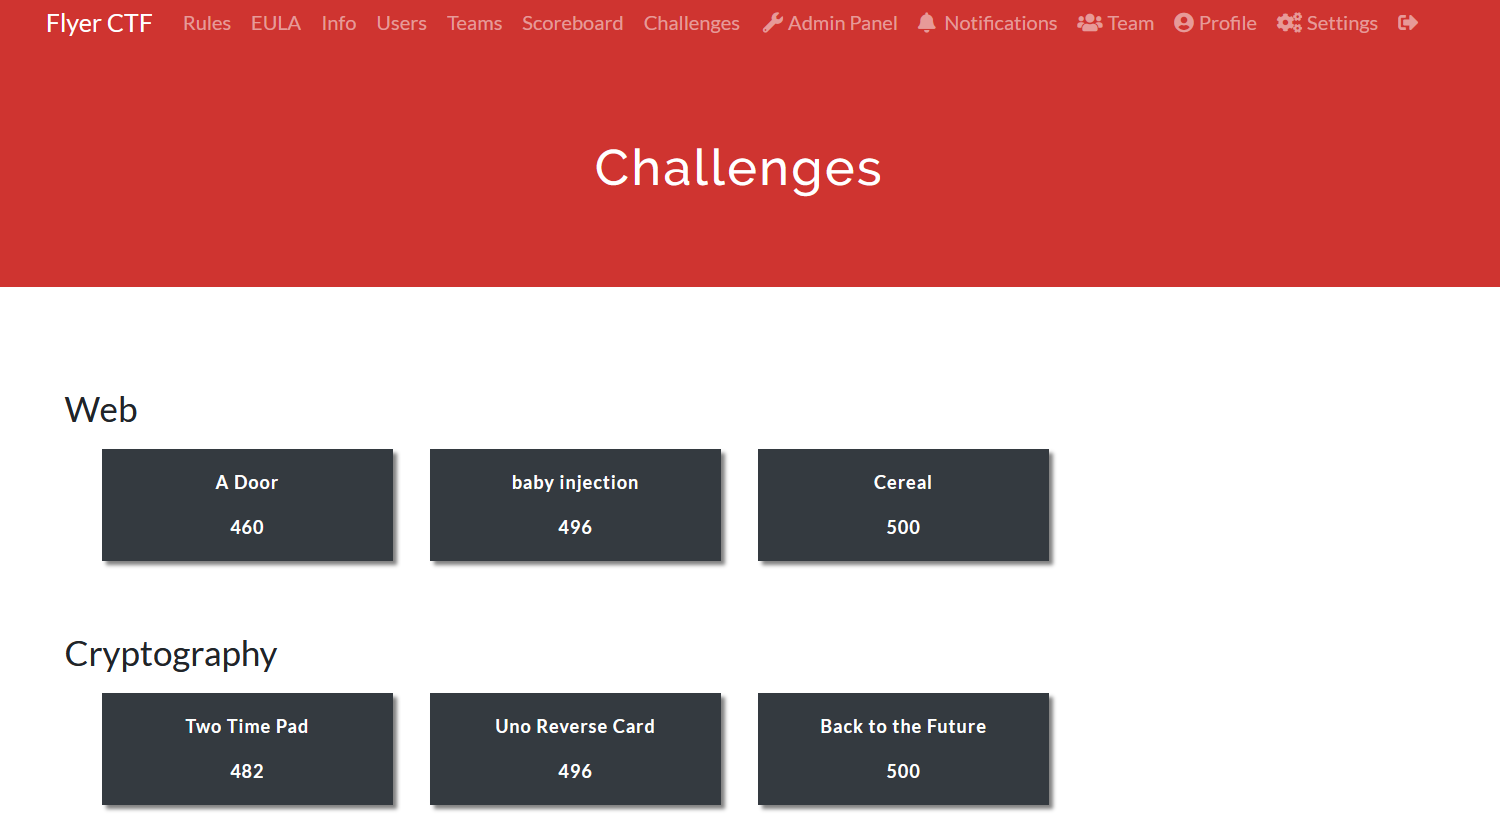 Flyer CTF Rules EULA Info Users Teams Scoreboard Challenges Admin Panel Notifications Team Profile Settings
Challenges
Web
A Door baby injection Cereal
460 496 500
Cryptography
Two Time Pad Uno Reverse Card Back to the Future
482 496 500